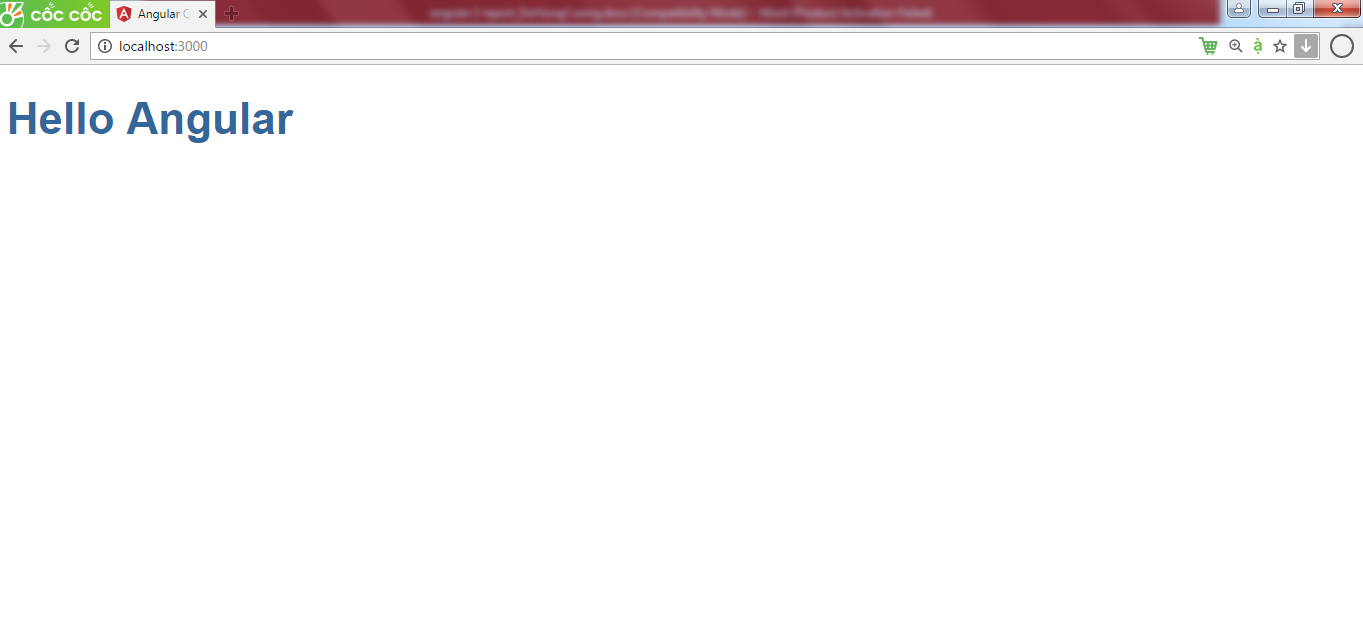 cốc cốc
Angular C
localhost:3000
Hello Angular